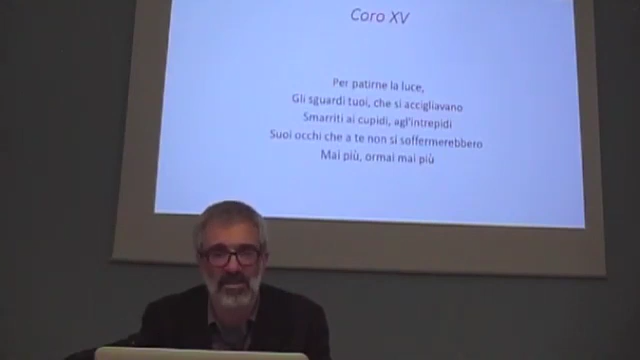 Coro XV
Per patirne la luce,
Gli sguardi tuoi, che si accigliavano
Smarriti ai cupidi, agl'intrepidi
Suoi occhi che a te non si soffermerebbero
Mai più, ormai mai più